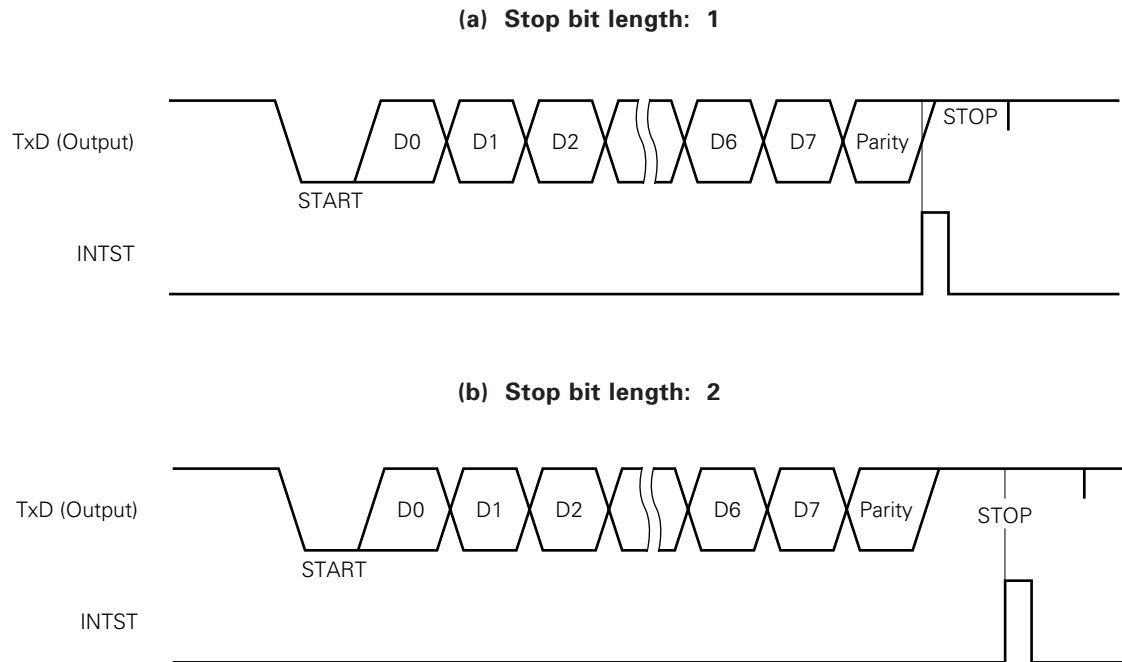 (a) Stop bit length: 1
TxD (Output)
D0 D1 D2 D6 D7 Parity STOP
START
INTST
(b) Stop bit length: 2
TxD (Output)
D0 D1 D2 D6 D7 Parity STOP
START
INTST